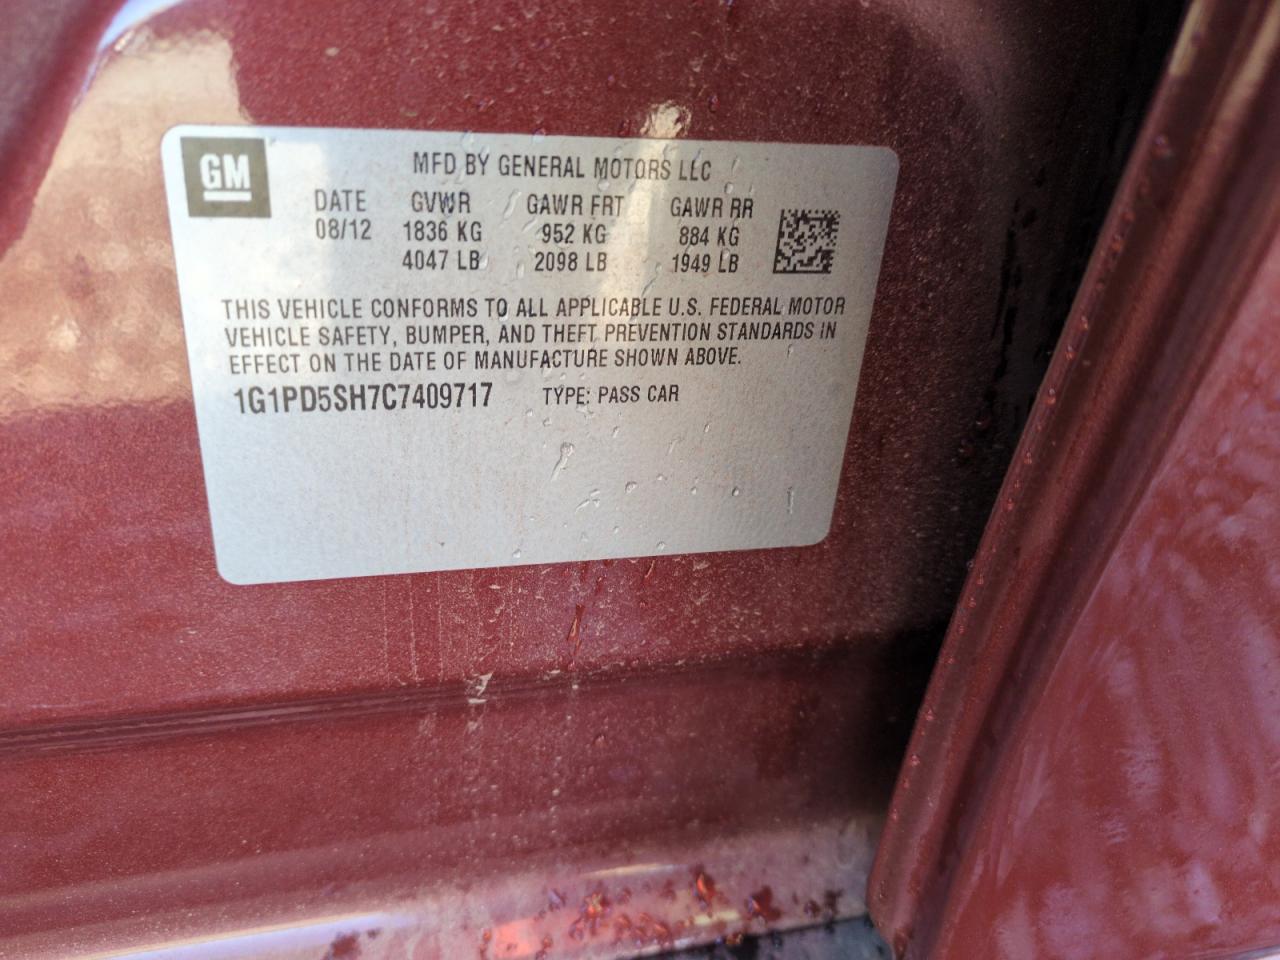 GM
MFD BY GENERAL MOTORS LLC
DATE GVWR GAWR FRT GAWR RR
08/12 1836 KG 952 KG 884 KG
4047 LB 2098 LB 1949 LB
THIS VEHICLE CONFORMS TO ALL APPLICABLE U.S. FEDERAL MOTOR
VEHICLE SAFETY, BUMPER, AND THEFT PREVENTION STANDARDS IN
EFFECT ON THE DATE OF MANUFACTURE SHOWN ABOVE.
1G1PD5SH7C7409717 TYPE: PASS CAR